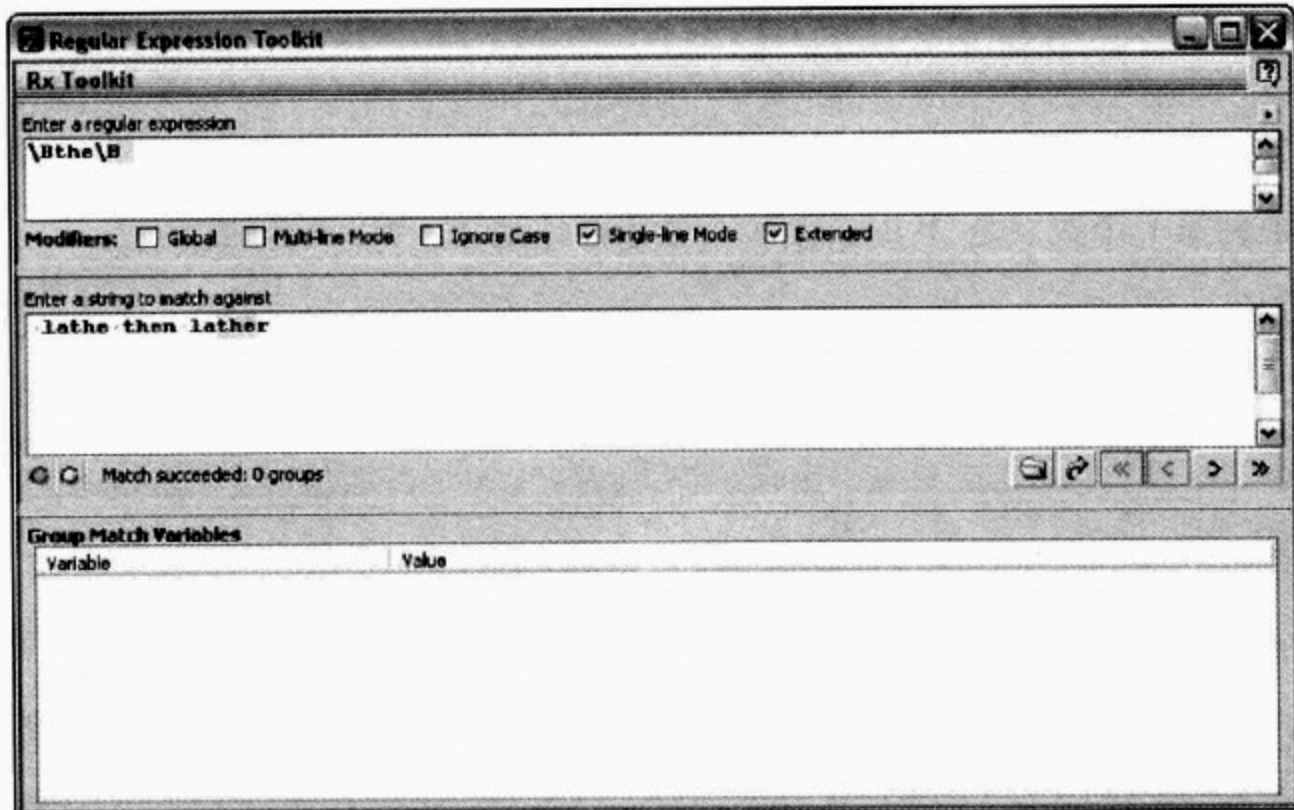 Regular Expression Toolkit
Rx Toolkit
Enter a regular expression
\Bthe\B
Modifiers: Global Multi-line Mode Ignore Case Single-line Mode Extended
Enter a string to match against
lathe then lather
Match succeeded: 0 groups
Group Match Variables
Variable Value